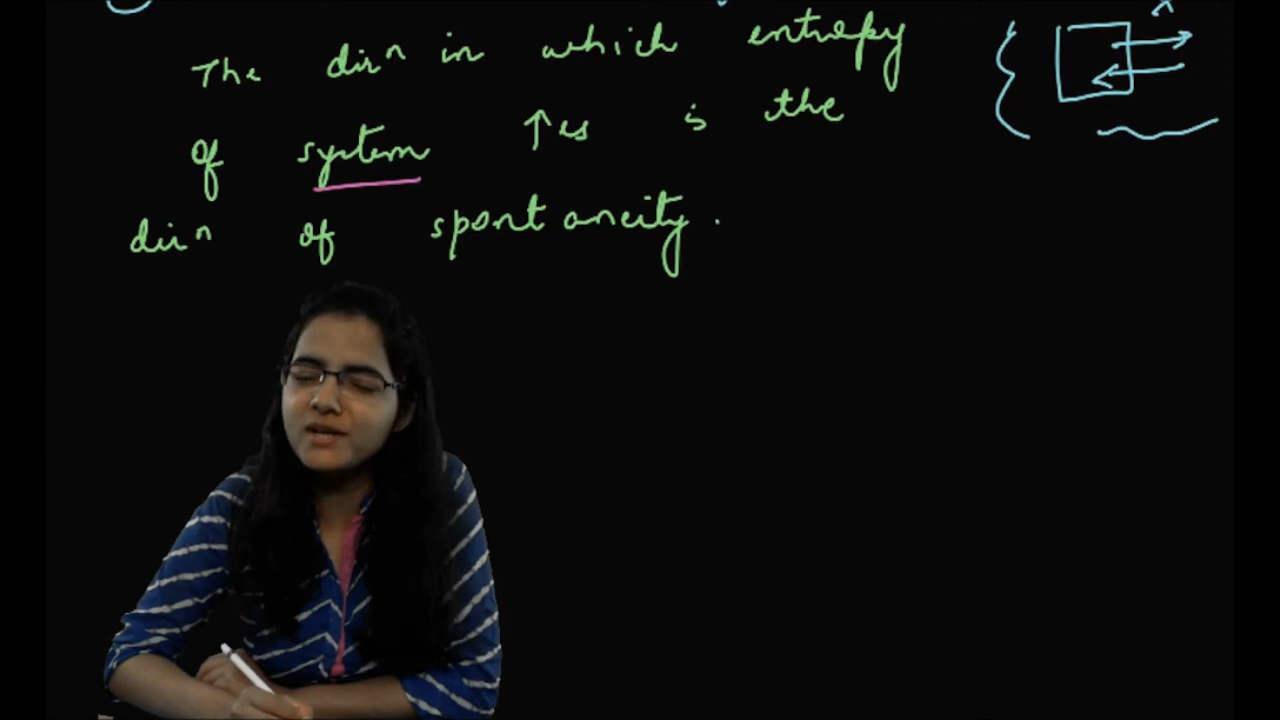 The dirⁿ in which entropy
of system ↑es is the
dirⁿ of spontaneity.